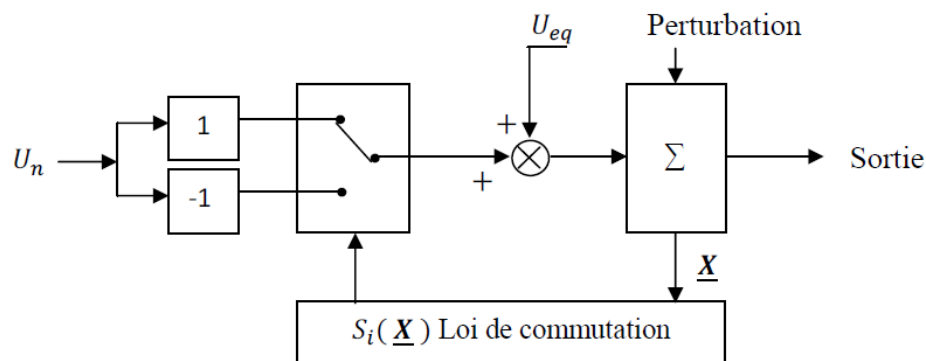 U_eq
Perturbation
1
+
U_n
Σ
Sortie
+
-1
X
S_i( X ) Loi de commutation